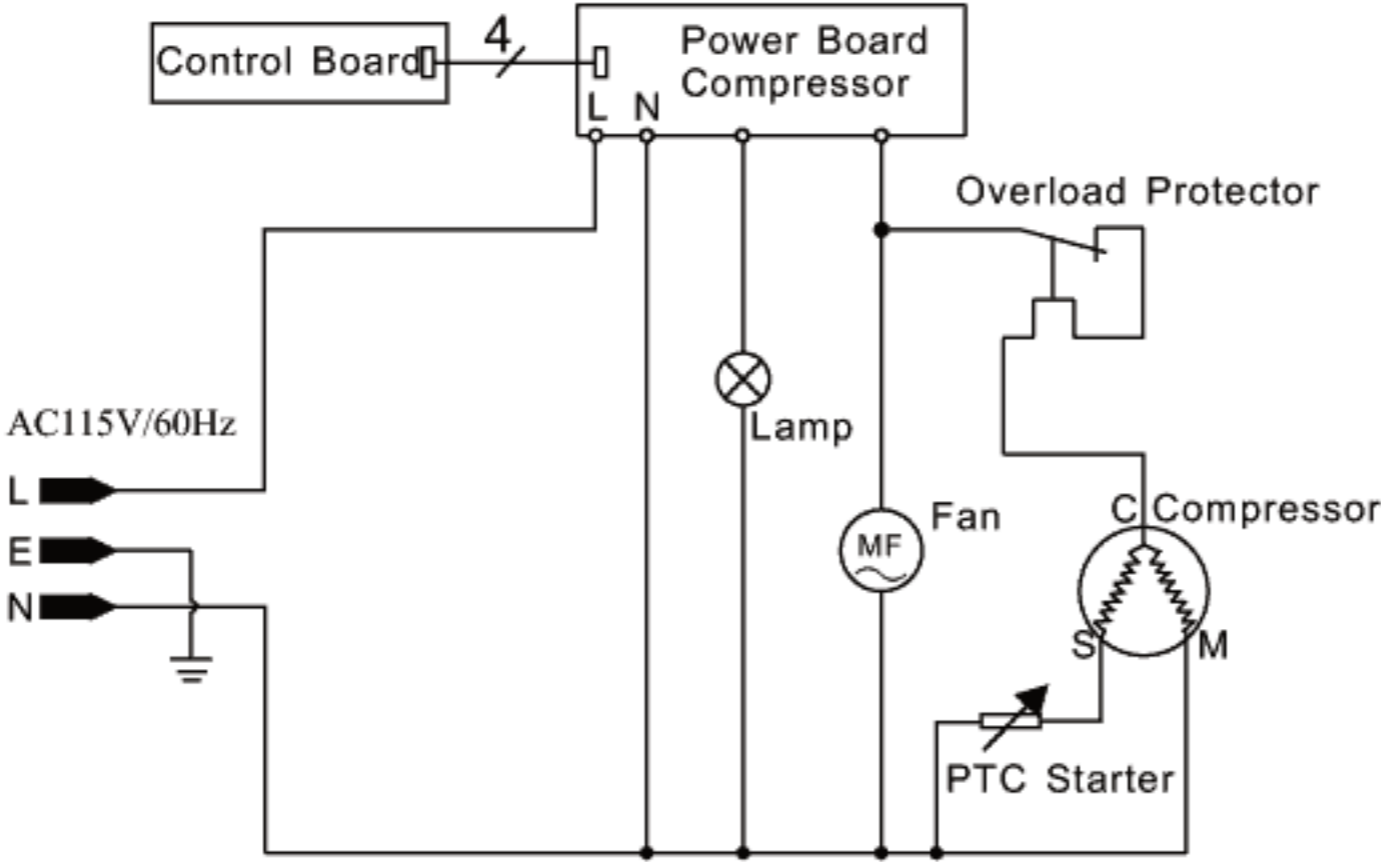 4
Control Board
Power Board
Compressor
L N
Overload Protector
Lamp
AC115V/60Hz
L
E
N
Fan
MF
C Compressor
S M
PTC Starter